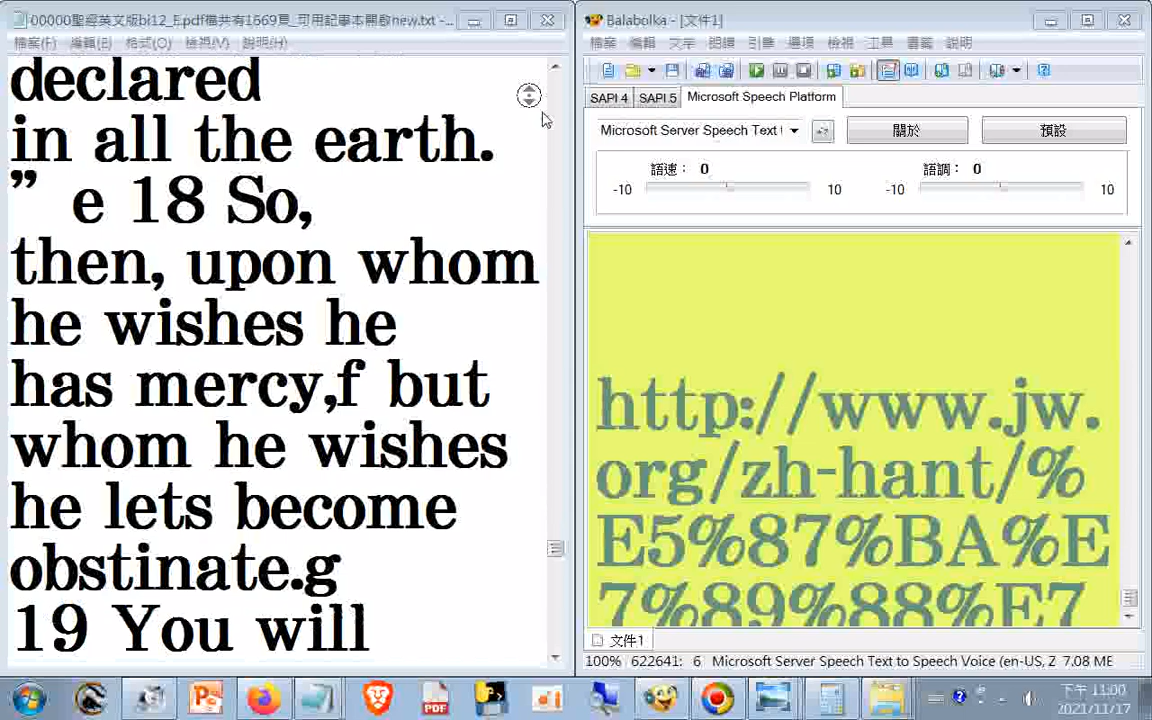 00000聖經英文版bi12_E.pdf檔共有1669頁_可用記事本開啟new.txt -...
檔案(F) 編輯(E) 格式(O) 檢視(V) 說明(H)
declared
in all the earth.
” e 18 So,
then, upon whom
he wishes he
has mercy,f but
whom he wishes
he lets become
obstinate.g
19 You will
Balabolka - [文件1]
檔案 編輯 文字 朗讀 引擎 選項 檢視 工具 書籤 說明
SAPI 4 SAPI 5 Microsoft Speech Platform
Microsoft Server Speech Text
關於
預設
語速： 0
語調： 0
-10
10
-10
10
http://www.jw.
org/zh-hant/%
E5%87%BA%E
7%89%88%E7
文件1
100% 622641: 6 Microsoft Server Speech Text to Speech Voice (en-US, Z 7.08 ME
PDF
下午 11:00
2021/11/17